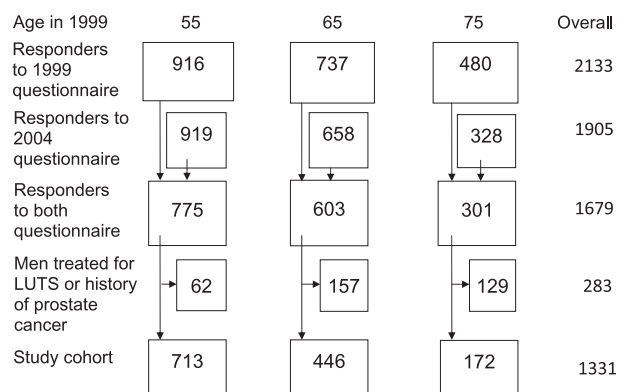 Age in 1999 55 65 75 Overall
Responders
to 1999
questionnaire
916 737 480 2133
Responders to
2004
questionnaire
919 658 328 1905
Responders
to both
questionnaire
775 603 301 1679
Men treated for
LUTS or history
of prostate
cancer
62 157 129 283
Study cohort 713 446 172 1331